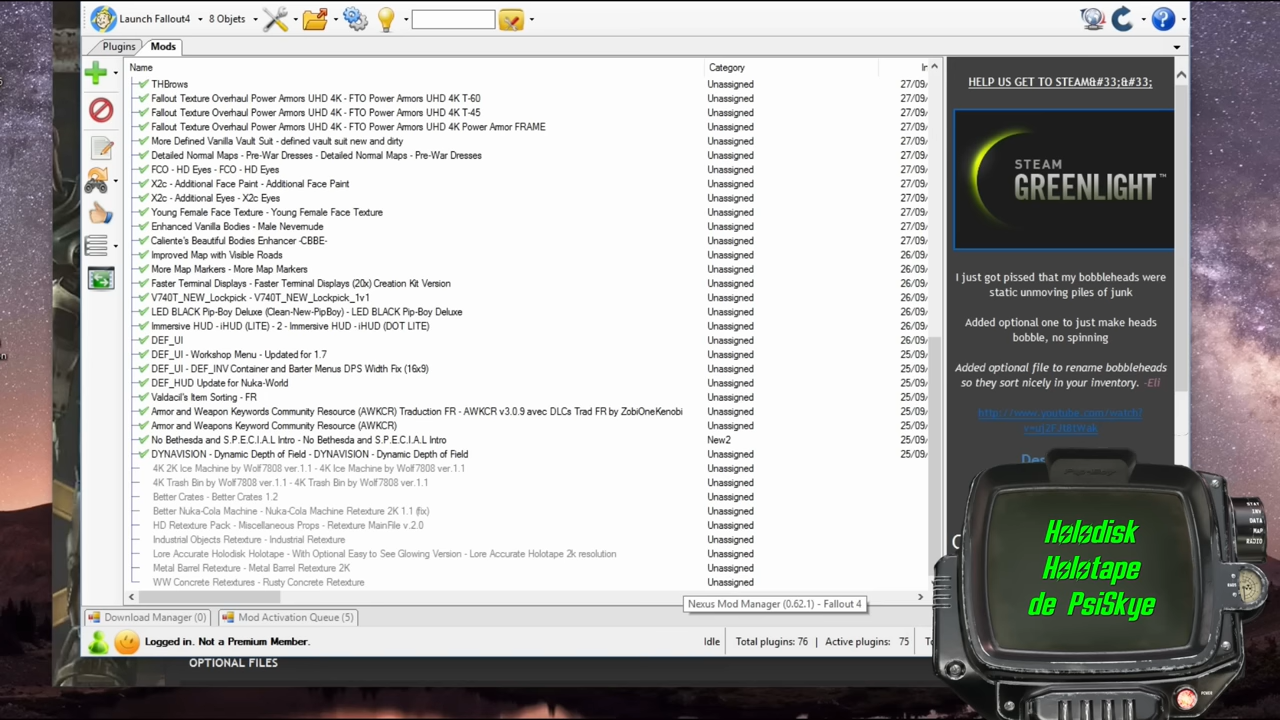 Launch Fallout4
8 Objets
Plugins
Mods
Name
Category
THBrows Unassigned 27/09/
Fallout Texture Overhaul Power Armors UHD 4K - FTO Power Armors UHD 4K T-60 Unassigned 27/09/
Fallout Texture Overhaul Power Armors UHD 4K - FTO Power Armors UHD 4K T-45 Unassigned 27/09/
Fallout Texture Overhaul Power Armors UHD 4K - FTO Power Armors UHD 4K Power Armor FRAME Unassigned 27/09/
More Defined Vanilla Vault Suit - defined vault suit new and dirty Unassigned 27/09/
Detailed Normal Maps - Pre-War Dresses - Detailed Normal Maps - Pre-War Dresses Unassigned 27/09/
FCO - HD Eyes - FCO - HD Eyes Unassigned 27/09/
X2c - Additional Face Paint - Additional Face Paint Unassigned 27/09/
X2c - Additional Eyes - X2c Eyes Unassigned 27/09/
Young Female Face Texture - Young Female Face Texture Unassigned 27/09/
Enhanced Vanilla Bodies - Male Nevernude Unassigned 27/09/
Caliente's Beautiful Bodies Enhancer -CBBE- Unassigned 27/09/
Improved Map with Visible Roads Unassigned 26/09/
More Map Markers - More Map Markers Unassigned 26/09/
Faster Terminal Displays - Faster Terminal Displays (20x) Creation Kit Version Unassigned 26/09/
V740T_NEW_Lockpick - V740T_NEW_Lockpick_1v1 Unassigned 26/09/
LED BLACK Pip-Boy Deluxe (Clean-New-PipBoy) - LED BLACK Pip-Boy Deluxe Unassigned 26/09/
Immersive HUD - iHUD (LITE) - 2 - Immersive HUD - iHUD (DOT LITE) Unassigned 26/09/
DEF_UI Unassigned 26/09/
DEF_UI - Workshop Menu - Updated for 1.7 Unassigned 25/09/
DEF_UI - DEF_INV Container and Barter Menus DPS Width Fix (16x9) Unassigned 25/09/
DEF_HUD Update for Nuka-World Unassigned 25/09/
Valdacil's Item Sorting - FR Unassigned 25/09/
Armor and Weapon Keywords Community Resource (AWKCR) Traduction FR - AWKCR v3.0.9 avec DLCs Trad FR by ZobiOneKenobi Unassigned 25/09/
Armor and Weapons Keyword Community Resource (AWKCR) Unassigned 25/09/
No Bethesda and S.P.E.C.I.A.L Intro - No Bethesda and S.P.E.C.I.A.L Intro New2 25/09/
DYNAVISION - Dynamic Depth of Field - DYNAVISION - Dynamic Depth of Field Unassigned 25/09/
4K 2K Ice Machine by Wolf7808 ver.1.1 - 4K Ice Machine by Wolf7808 ver.1.1 Unassigned
4K Trash Bin by Wolf7808 ver.1.1 - 4K Trash Bin by Wolf7808 ver.1.1 Unassigned
Better Crates - Better Crates 1.2 Unassigned
Better Nuka-Cola Machine - Nuka-Cola Machine Retexture 2K 1.1 (fix) Unassigned
HD Retexture Pack - Miscellaneous Props - Retexture MainFile v.2.0 Unassigned
Industrial Objects Retexture - Industrial Retexture Unassigned
Lore Accurate Holodisk Holotape - With Optional Easy to See Glowing Version - Lore Accurate Holotape 2k resolution Unassigned
Metal Barrel Retexture - Metal Barrel Retexture 2K Unassigned
WW Concrete Retextures - Rusty Concrete Retexture Unassigned
Nexus Mod Manager (0.62.1) - Fallout 4
Download Manager (0)
Mod Activation Queue (5)
Logged in. Not a Premium Member.
Idle
Total plugins: 76 | Active plugins: 75
OPTIONAL FILES
HELP US GET TO STEAM&#33;&#33;
STEAM
GREENLIGHT™
I just got pissed that my bobbleheads were
static unmoving piles of junk
Added optional one to just make heads
bobble, no spinning
Added optional file to rename bobbleheads
so they sort nicely in your inventory. -Eli
Holodisk
Holotape
de PsiSkye
STAT
INV
DATA
MAP
RADIO
POWER